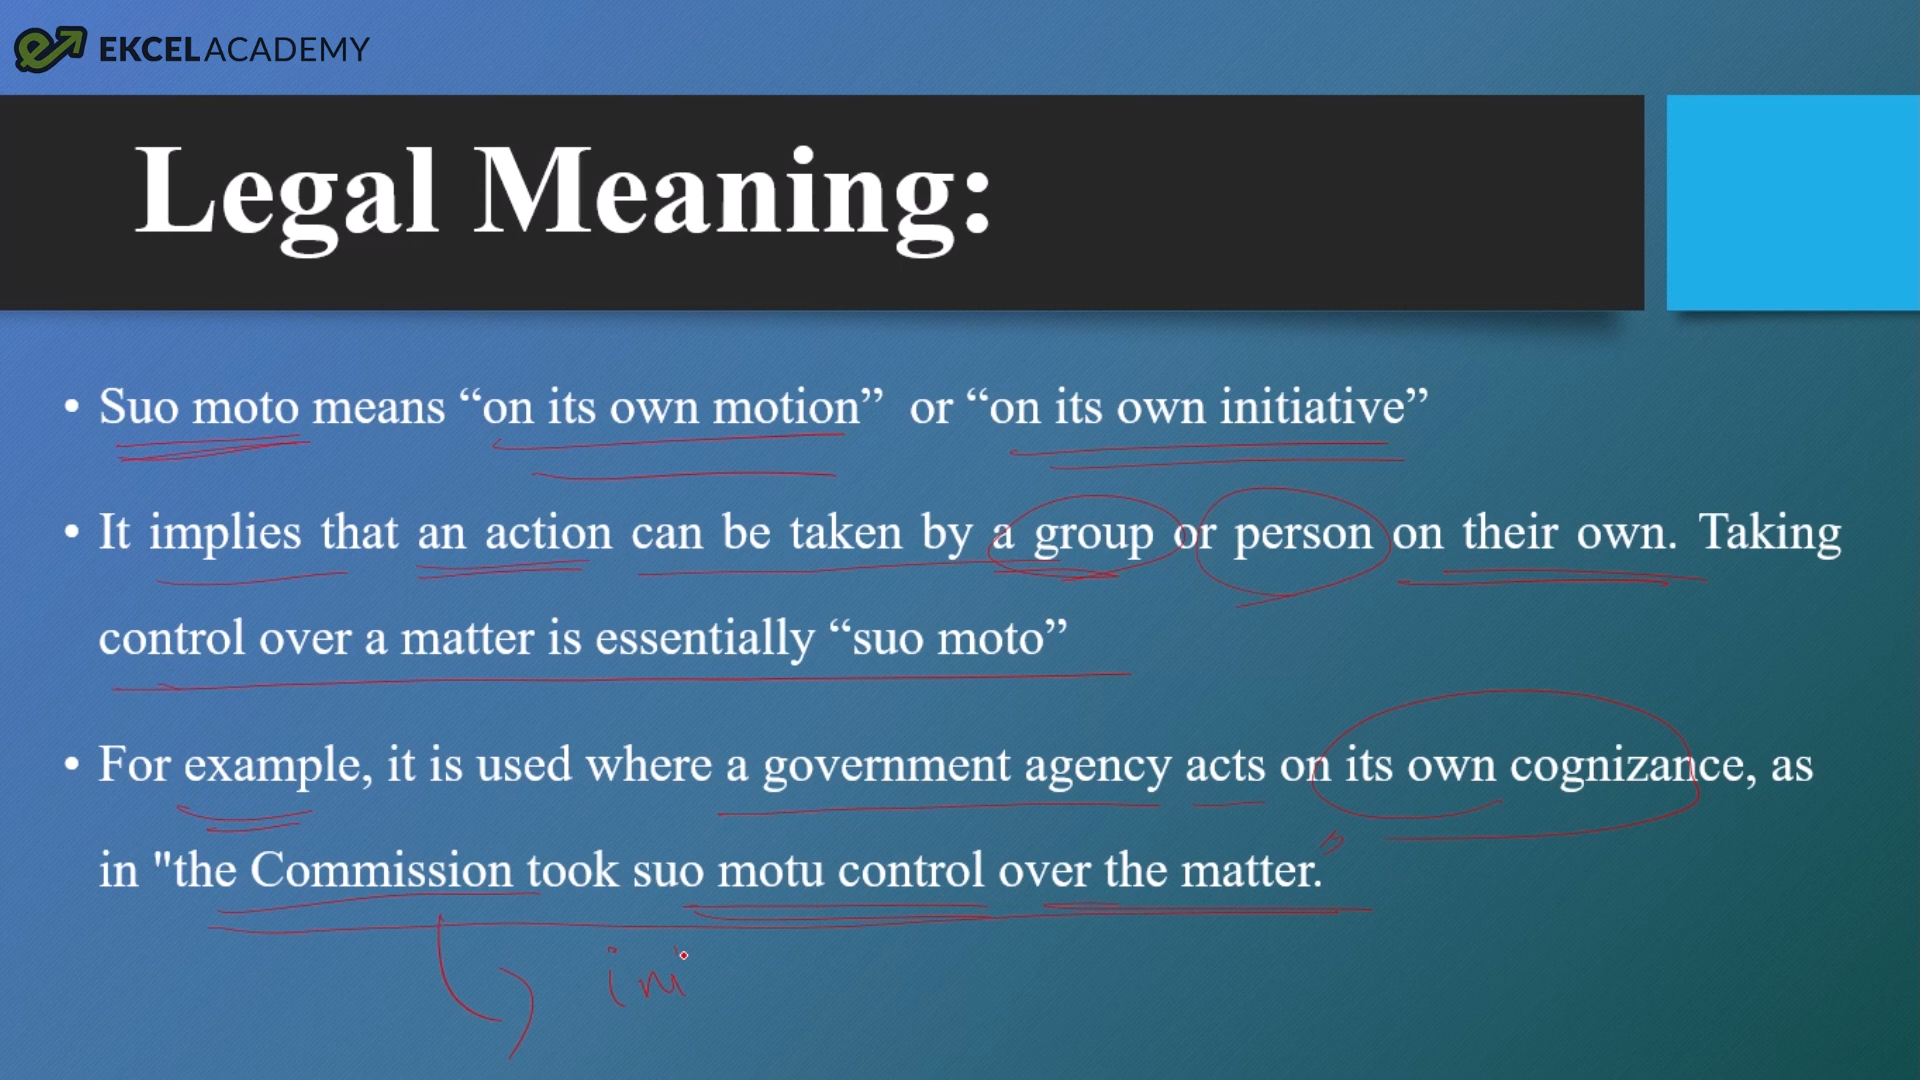 EKCEL ACADEMY
Legal Meaning:
• Suo moto means “on its own motion” or “on its own initiative”
• It implies that an action can be taken by a group or person on their own. Taking
control over a matter is essentially “suo moto”
• For example, it is used where a government agency acts on its own cognizance, as
in "the Commission took suo motu control over the matter.”
ini